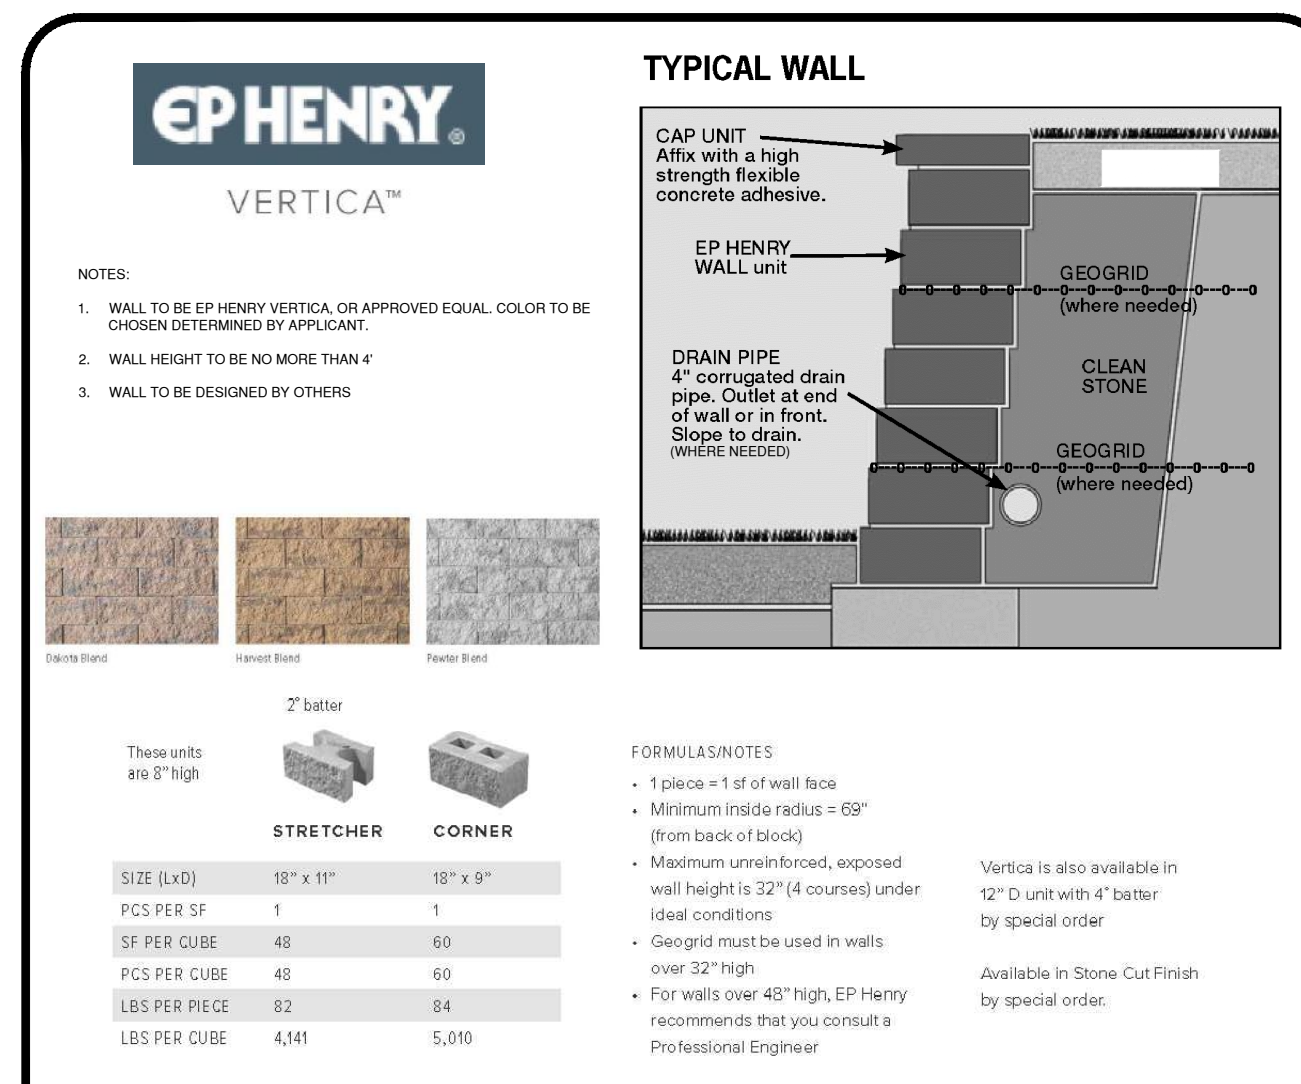 EP HENRY®
VERTICA™
NOTES:
1. WALL TO BE EP HENRY VERTICA, OR APPROVED EQUAL. COLOR TO BE
CHOSEN DETERMINED BY APPLICANT.
2. WALL HEIGHT TO BE NO MORE THAN 4'
3. WALL TO BE DESIGNED BY OTHERS
TYPICAL WALL
CAP UNIT
Affix with a high
strength flexible
concrete adhesive.
EP HENRY
WALL unit
GEOGRID
(where needed)
DRAIN PIPE
4" corrugated drain
pipe. Outlet at end
of wall or in front.
Slope to drain.
(WHERE NEEDED)
CLEAN
STONE
GEOGRID
(where needed)
Dakota Blend
Harvest Blend
Pewter Blend
2° batter
These units
are 8" high
STRETCHER CORNER
SIZE (LxD) 18" x 11" 18" x 9"
PCS PER SF 1 1
SF PER CUBE 48 60
PCS PER CUBE 48 60
LBS PER PIECE 82 84
LBS PER CUBE 4,141 5,010
FORMULAS/NOTES
• 1 piece = 1 sf of wall face
• Minimum inside radius = 69"
(from back of block)
• Maximum unreinforced, exposed
wall height is 32" (4 courses) under
ideal conditions
• Geogrid must be used in walls
over 32" high
• For walls over 48" high, EP Henry
recommends that you consult a
Professional Engineer
Vertica is also available in
12" D unit with 4° batter
by special order
Available in Stone Cut Finish
by special order.